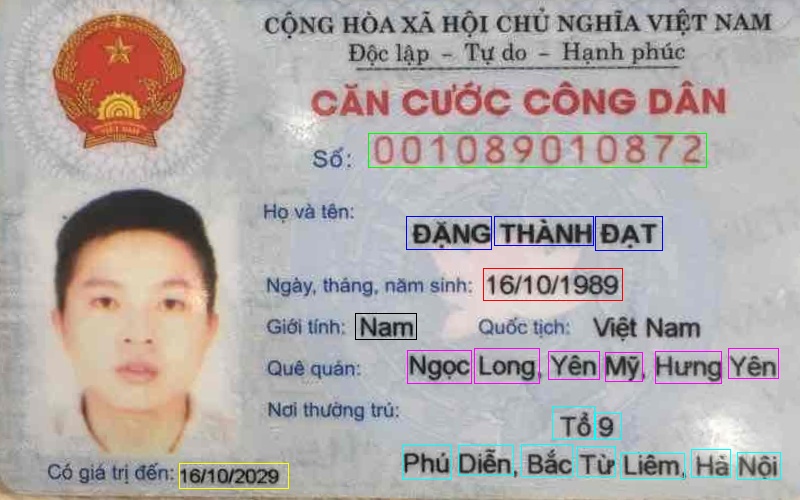 CỘNG HÒA XÃ HỘI CHỦ NGHĨA VIỆT NAM
Độc lập - Tự do - Hạnh phúc
CĂN CƯỚC CÔNG DÂN
Số: 001089010872
Họ và tên:
ĐẶNG THÀNH ĐẠT
Ngày, tháng, năm sinh: 16/10/1989
Giới tính: Nam Quốc tịch: Việt Nam
Quê quán: Ngọc Long, Yên Mỹ, Hưng Yên
Nơi thường trú:
Tổ 9
Phú Diễn, Bắc Từ Liêm, Hà Nội
Có giá trị đến: 16/10/2029